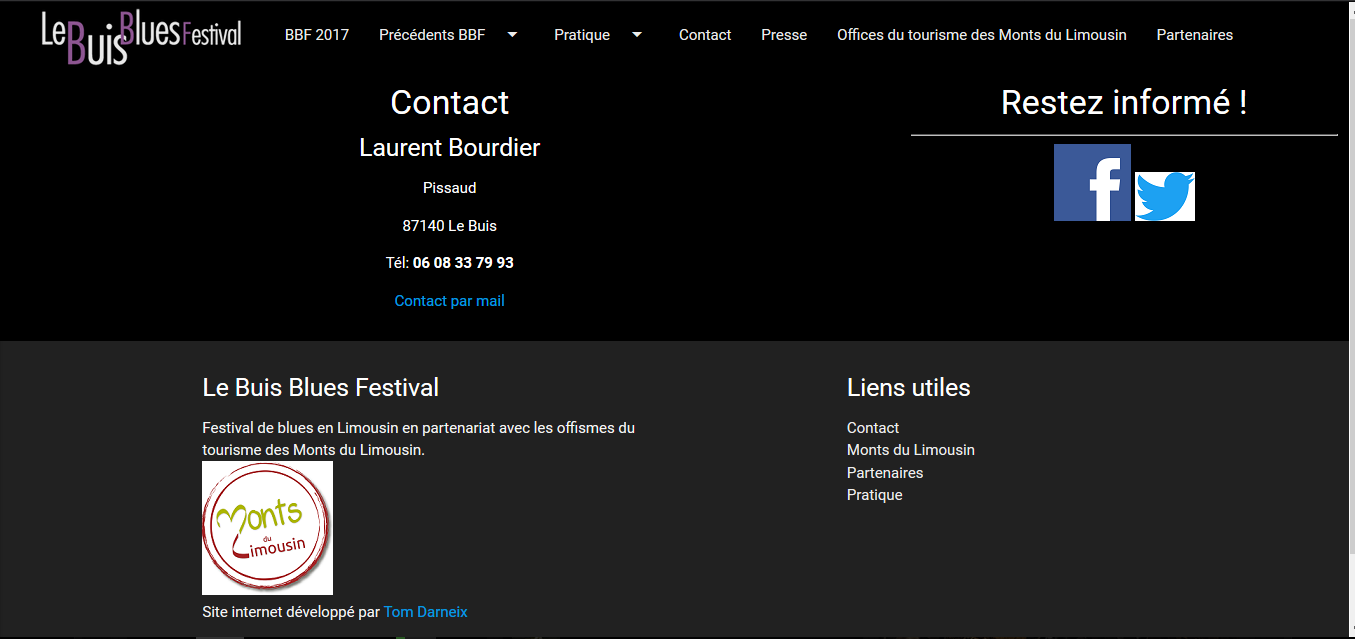 Le Buis Blues Festival
BBF 2017 Précédents BBF Pratique Contact Presse Offices du tourisme des Monts du Limousin Partenaires
Contact
Laurent Bourdier
Pissaud
87140 Le Buis
Tél: 06 08 33 79 93
Contact par mail
Restez informé !
f
Le Buis Blues Festival
Festival de blues en Limousin en partenariat avec les offismes du
tourisme des Monts du Limousin.
Monts
du
Limousin
Site internet développé par Tom Darneix
Liens utiles
Contact
Monts du Limousin
Partenaires
Pratique